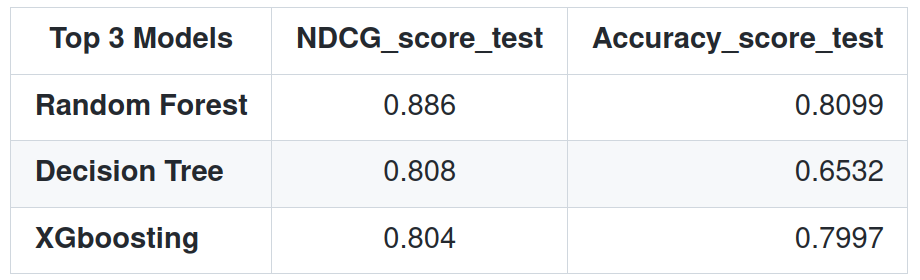 Top 3 Models NDCG_score_test Accuracy_score_test
Random Forest 0.886 0.8099
Decision Tree 0.808 0.6532
XGboosting 0.804 0.7997